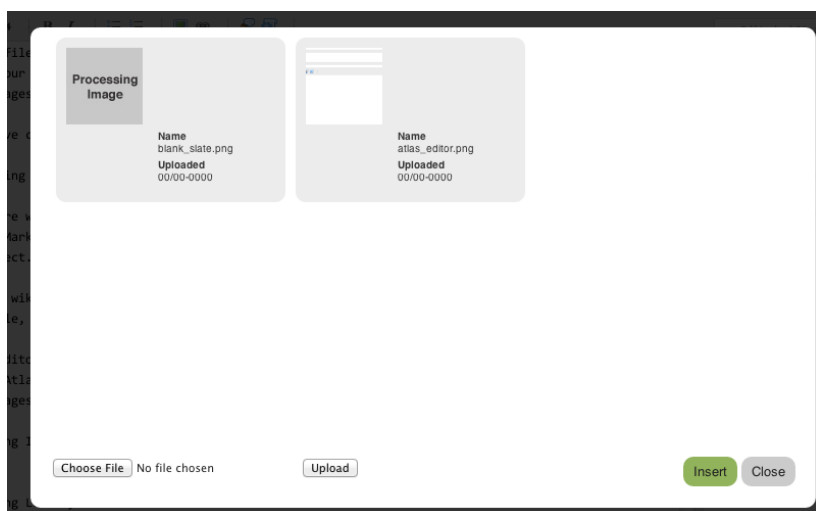 Processing
Image
Name
blank_slate.png
Uploaded
00/00-0000
Name
atlas_editor.png
Uploaded
00/00-0000
Choose File No file chosen
Upload
Insert
Close